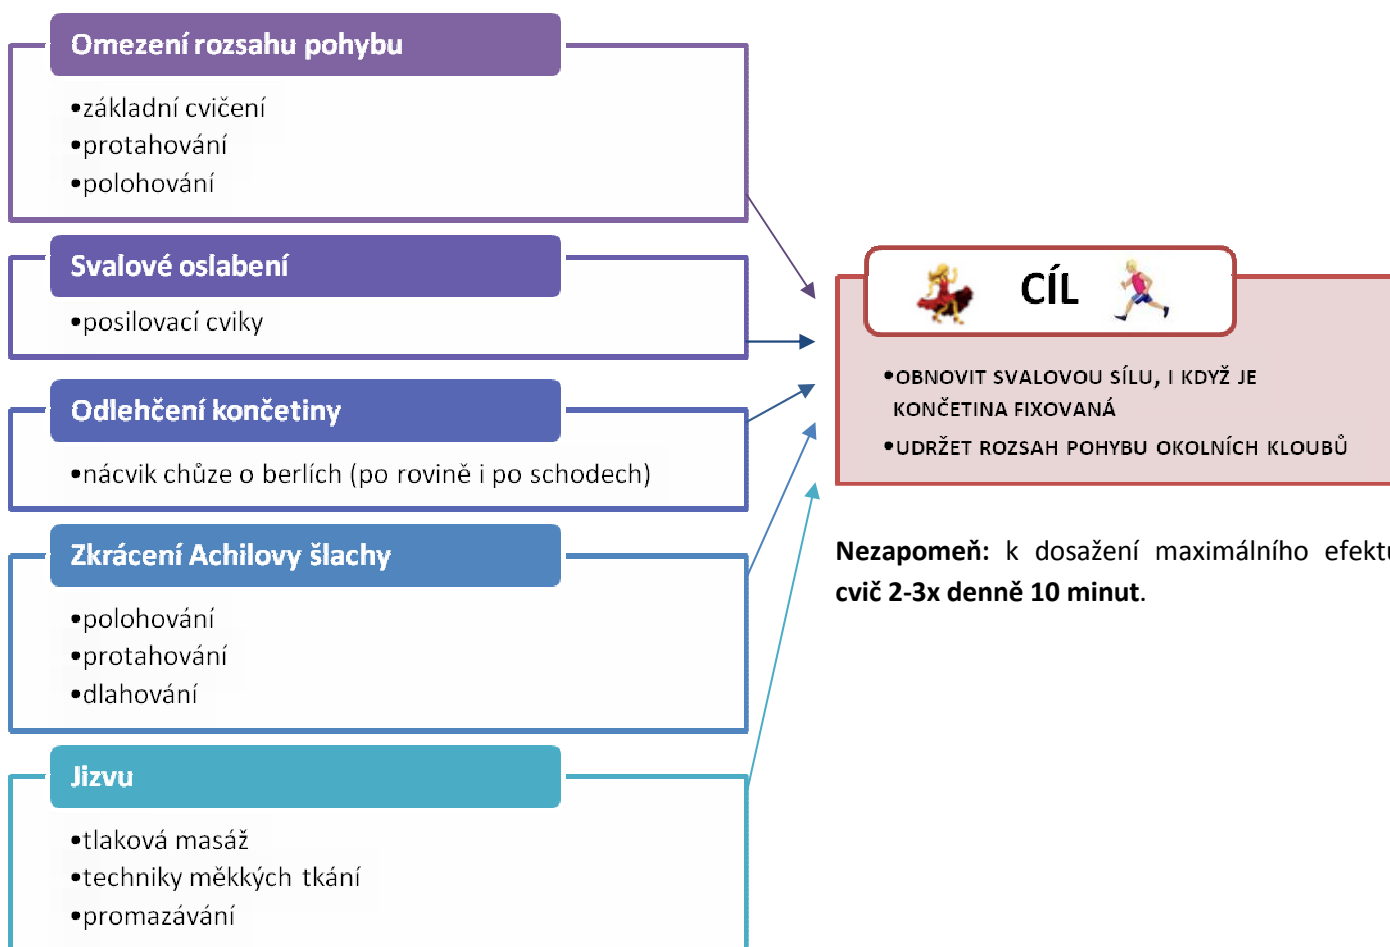 Omezení rozsahu pohybu
•základní cvičení
•protahování
•polohování
Svalové oslabení
•posilovací cviky
Odlehčení končetiny
•nácvik chůze o berlích (po rovině i po schodech)
Zkrácení Achilovy šlachy
•polohování
•protahování
•dlahování
Jizvu
•tlaková masáž
•techniky měkkých tkání
•promazávání
CÍL
•OBNOVIT SVALOVOU SÍLU, I KDYŽ JE
KONČETINA FIXOVANÁ
•UDRŽET ROZSAH POHYBU OKOLNÍCH KLOUBŮ
Nezapomeň: k dosažení maximálního efektu
cvič 2-3x denně 10 minut.